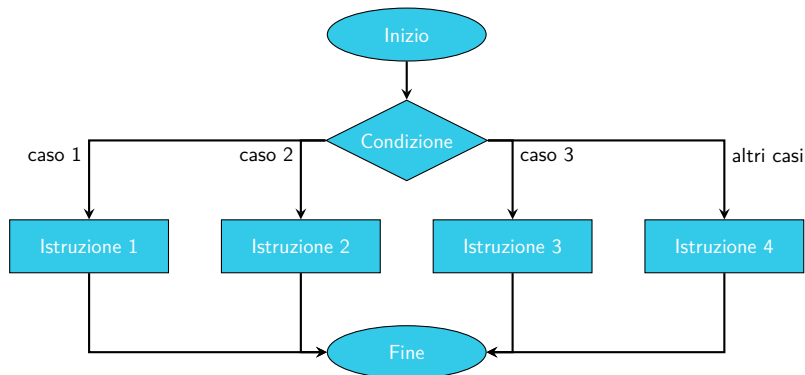 Inizio
Condizione
caso 1
caso 2
caso 3
altri casi
Istruzione 1
Istruzione 2
Istruzione 3
Istruzione 4
Fine